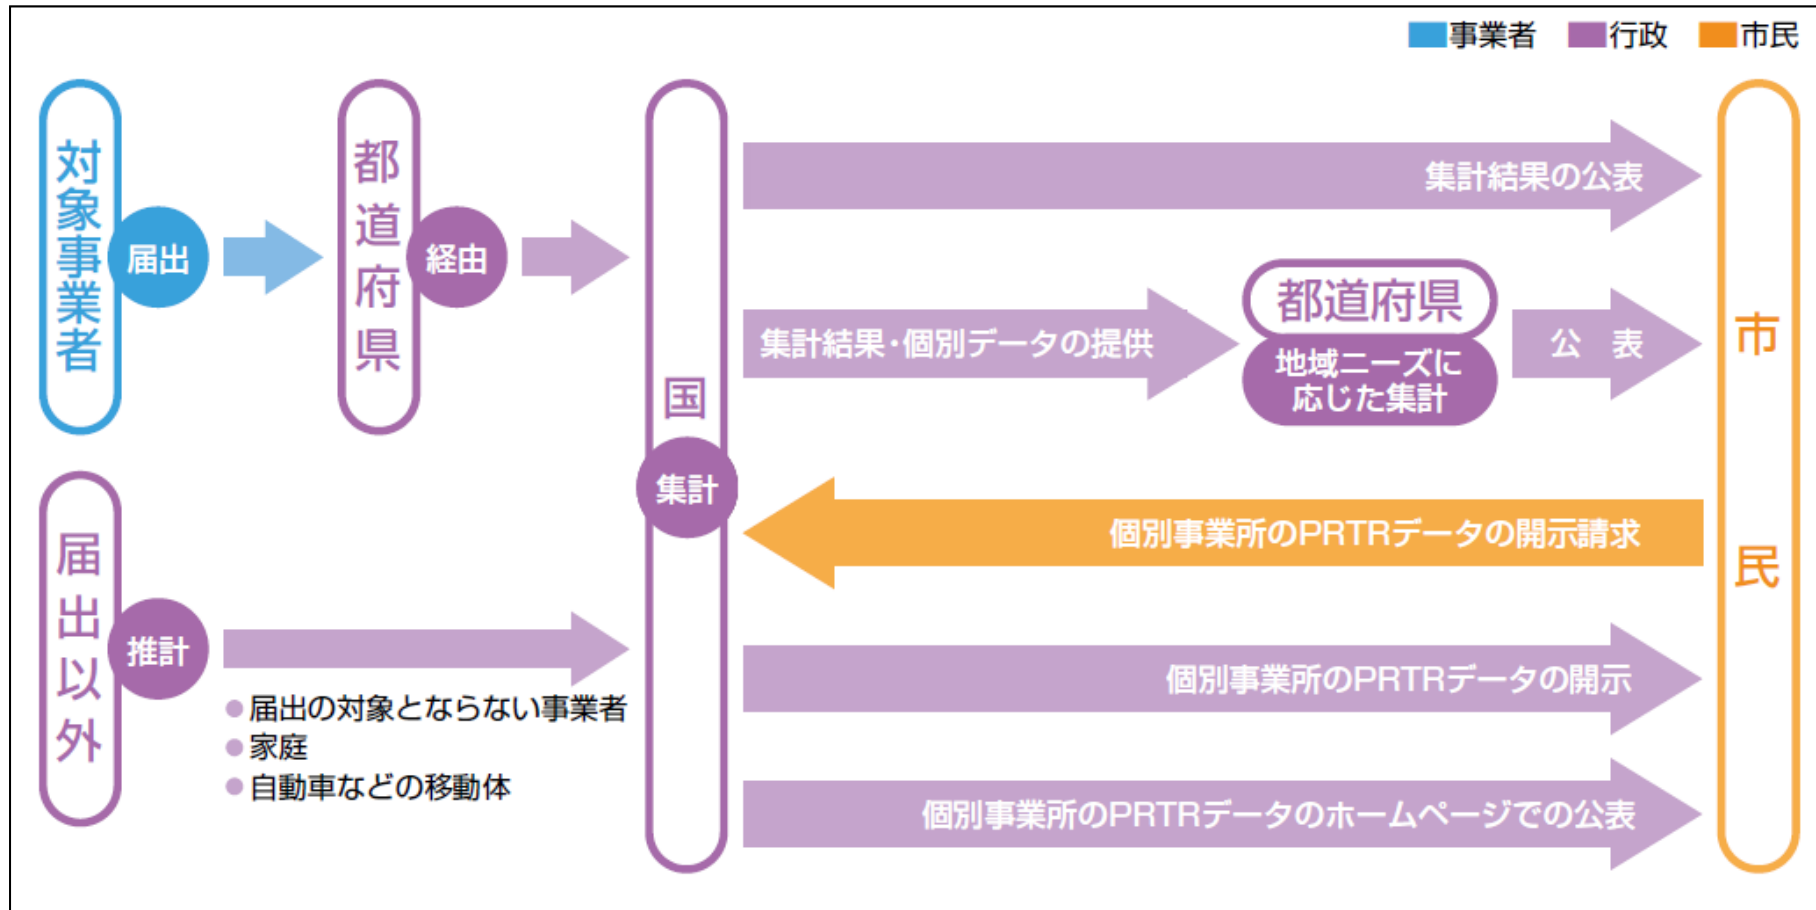 事業者 行政 市民
対象事業者
届出
都道府県
経由
国
集計
集計結果の公表
集計結果・個別データの提供
都道府県
地域ニーズに
応じた集計
公 表
個別事業所のPRTRデータの開示請求
届出以外
推計
届出の対象とならない事業者
家庭
自動車などの移動体
個別事業所のPRTRデータの開示
個別事業所のPRTRデータのホームページでの公表
市民